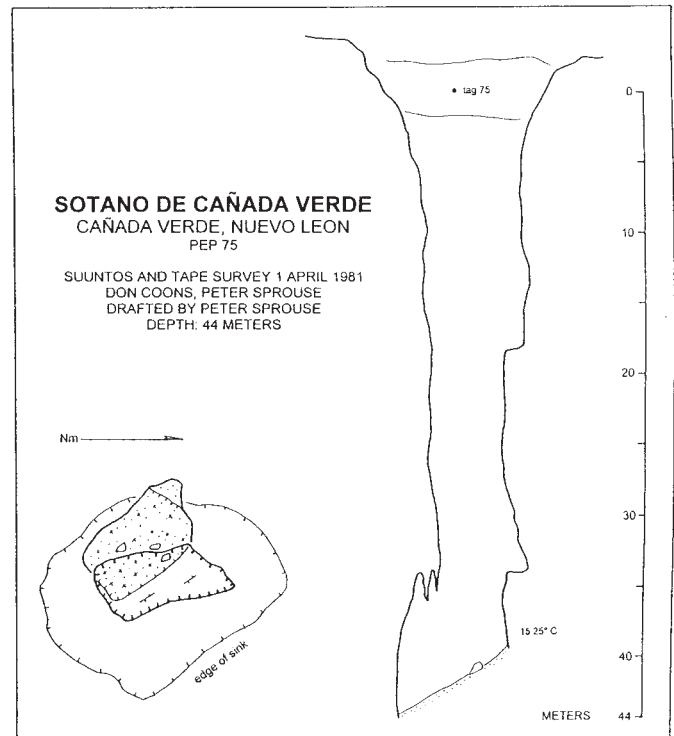 SOTANO DE CAÑADA VERDE
CAÑADA VERDE, NUEVO LEON
PEP 75
SUUNTOS AND TAPE SURVEY 1 APRIL 1981
DON COONS, PETER SPROUSE
DRAFTED BY PETER SPROUSE
DEPTH: 44 METERS
Nm
edge of sink
tag 75
0
10
20
30
15 25° C
40
METERS 44